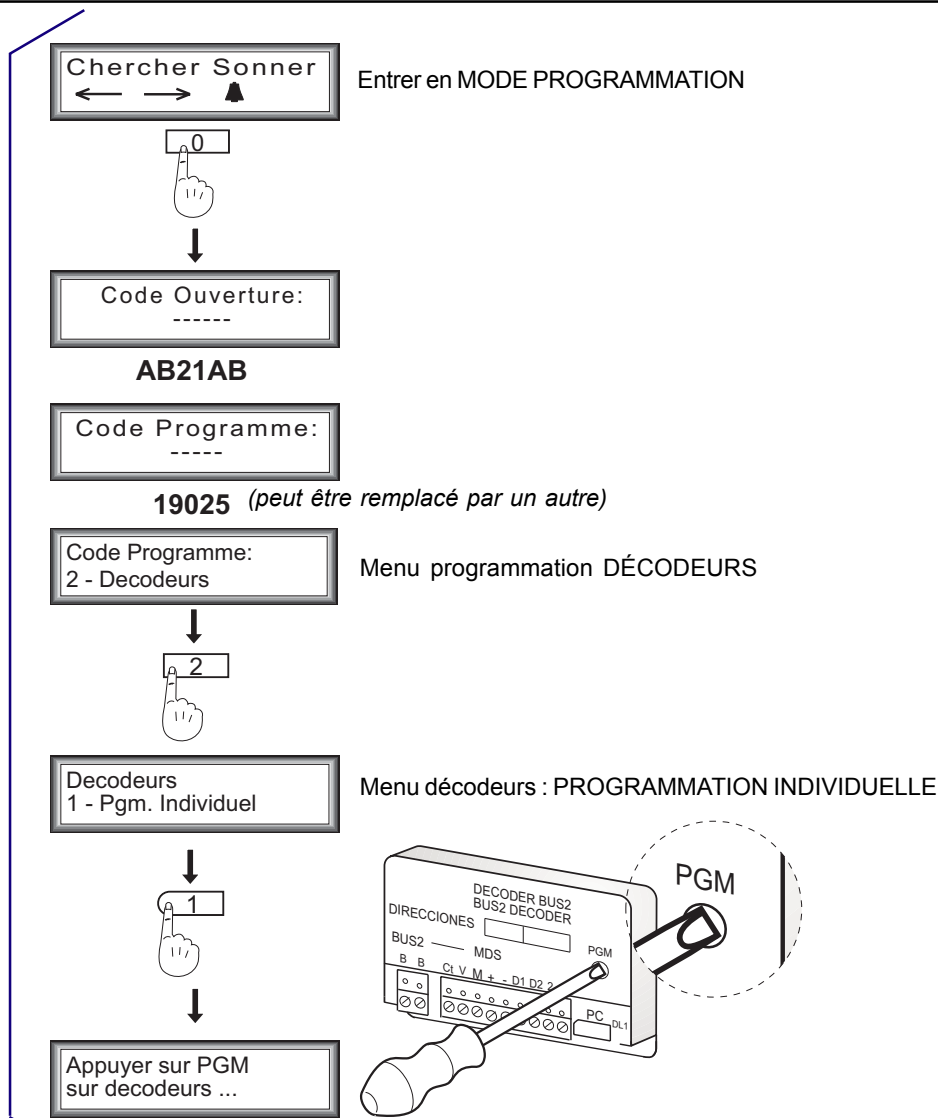 Chercher Sonner
Entrer en MODE PROGRAMMATION
0
Code Ouverture:
------
AB21AB
Code Programme:
-----
19025 (peut être remplacé par un autre)
Code Programme:
2 - Decodeurs
Menu programmation DÉCODEURS
2
Decodeurs
1 - Pgm. Individuel
Menu décodeurs : PROGRAMMATION INDIVIDUELLE
1
PGM
DECODER BUS2
BUS2 DECODER
DIRECCIONES
BUS2 MDS
PGM
B B Ct V M + - D1 D2 2
PC DL1
Appuyer sur PGM
sur decodeurs ...